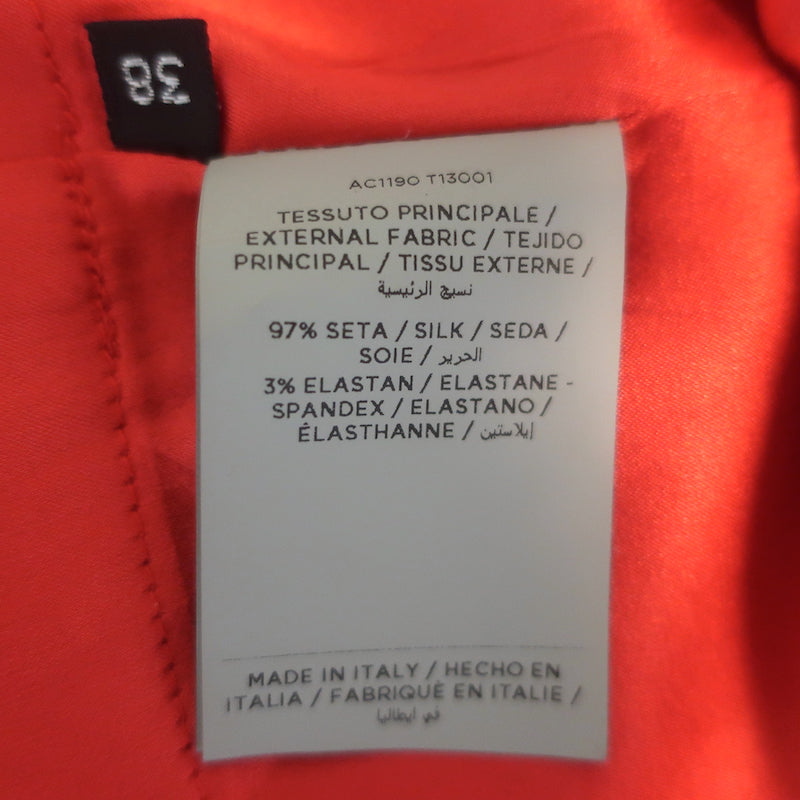 38
AC1190 T13001
TESSUTO PRINCIPALE /
EXTERNAL FABRIC / TEJIDO
PRINCIPAL / TISSU EXTERNE /
نسيج الرئيسية
97% SETA / SILK / SEDA /
SOIE / الحرير
3% ELASTAN / ELASTANE -
SPANDEX / ELASTANO /
ÉLASTHANNE / إيلاستين
MADE IN ITALY / HECHO EN
ITALIA / FABRIQUÉ EN ITALIE /
في ايطاليا